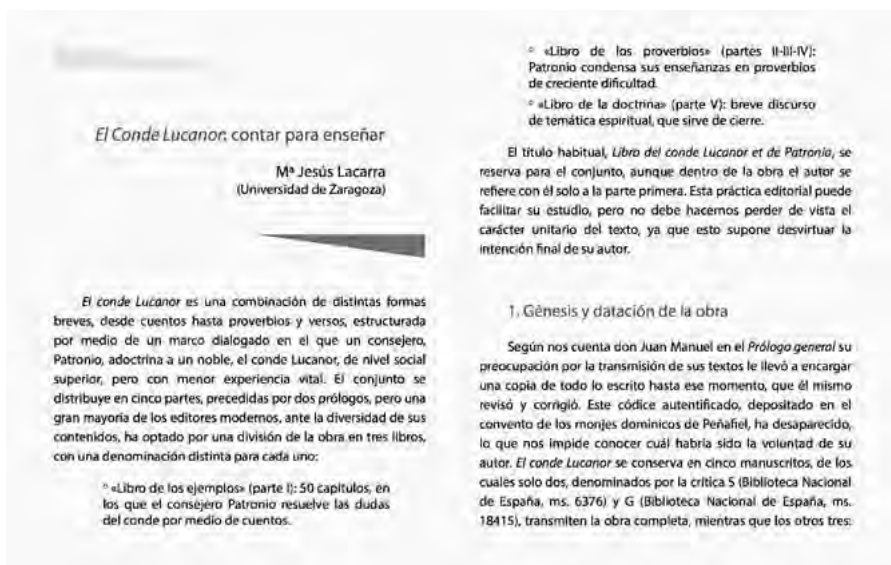 El Conde Lucanor: contar para enseñar
Mª Jesús Lacarra
(Universidad de Zaragoza)
El conde Lucanor es una combinación de distintas formas
breves, desde cuentos hasta proverbios y versos, estructurada
por medio de un marco dialogado en el que un consejero,
Patronio, adoctrina a un noble, el conde Lucanor, de nivel social
superior, pero con menor experiencia vital. El conjunto se
distribuye en cinco partes, precedidas por dos prólogos, pero una
gran mayoría de los editores modernos, ante la diversidad de sus
contenidos, ha optado por una división de la obra en tres libros,
con una denominación distinta para cada uno:
° «Libro de los ejemplos» (parte I): 50 capítulos, en
los que el consejero Patronio resuelve las dudas
del conde por medio de cuentos.
° «Libro de los proverbios» (partes II-III-IV):
Patronio condensa sus enseñanzas en proverbios
de creciente dificultad.
° «Libro de la doctrina» (parte V): breve discurso
de temática espiritual, que sirve de cierre.
El título habitual, Libro del conde Lucanor et de Patronio, se
reserva para el conjunto, aunque dentro de la obra el autor se
refiere con él solo a la parte primera. Esta práctica editorial puede
facilitar su estudio, pero no debe hacernos perder de vista el
carácter unitario del texto, ya que esto supone desvirtuar la
intención final de su autor.
1. Génesis y datación de la obra
Según nos cuenta don Juan Manuel en el Prólogo general su
preocupación por la transmisión de sus textos le llevó a encargar
una copia de todo lo escrito hasta ese momento, que él mismo
revisó y corrigió. Este códice autentificado, depositado en el
convento de los monjes dominicos de Peñafiel, ha desaparecido,
lo que nos impide conocer cuál habría sido la voluntad de su
autor. El conde Lucanor se conserva en cinco manuscritos, de los
cuales solo dos, denominados por la crítica S (Biblioteca Nacional
de España, ms. 6376) y G (Biblioteca Nacional de España, ms.
18415), transmiten la obra completa, mientras que los otros tres: